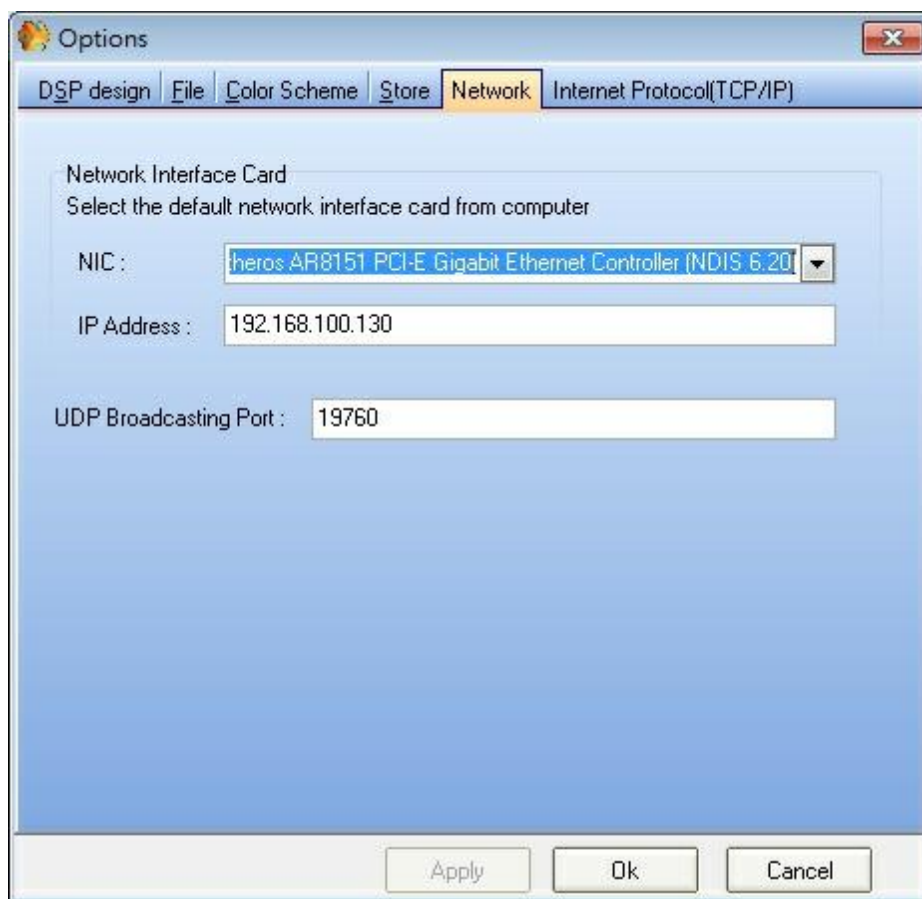 Options
DSP design File Color Scheme Store Network Internet Protocol(TCP/IP)
Network Interface Card
Select the default network interface card from computer
NIC : theros AR8151 PCI-E Gigabit Ethernet Controller (NDIS 6.20)
IP Address : 192.168.100.130
UDP Broadcasting Port : 19760
Apply Ok Cancel